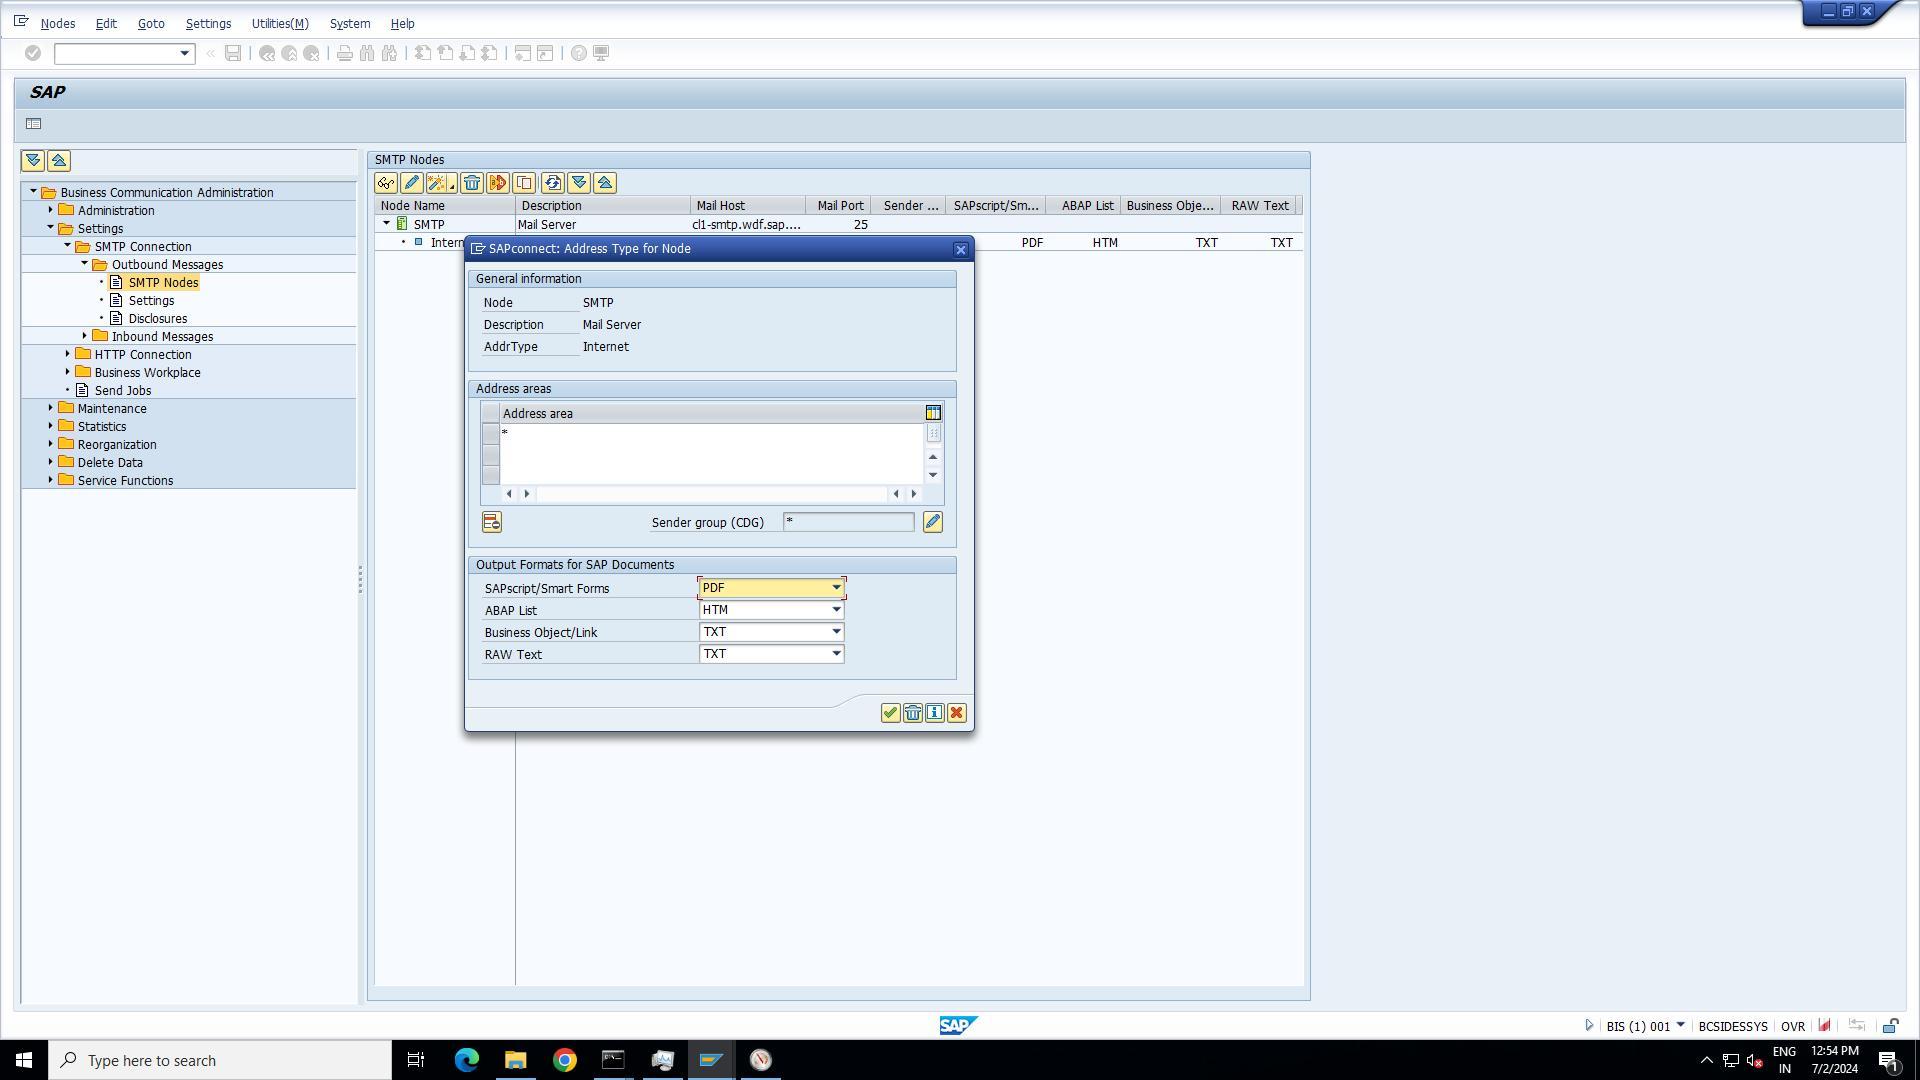 Nodes Edit Goto Settings Utilities(M) System Help
SAP
SMTP Nodes
Node Name Description Mail Host Mail Port Sender ... SAPscript/Sm... ABAP List Business Obje... RAW Text
SMTP Mail Server cl1-smtp.wdf.sap.... 25
Intern PDF HTM TXT TXT
Business Communication Administration
Administration
Settings
SMTP Connection
Outbound Messages
SMTP Nodes
Settings
Disclosures
Inbound Messages
HTTP Connection
Business Workplace
Send Jobs
Maintenance
Statistics
Reorganization
Delete Data
Service Functions
SAPconnect: Address Type for Node
General information
Node SMTP
Description Mail Server
AddrType Internet
Address areas
Address area
*
Sender group (CDG) *
Output Formats for SAP Documents
SAPscript/Smart Forms PDF
ABAP List HTM
Business Object/Link TXT
RAW Text TXT
SAP
BIS (1) 001 BCSIDESSYS OVR
Type here to search
ENG
IN
12:54 PM
7/2/2024
1